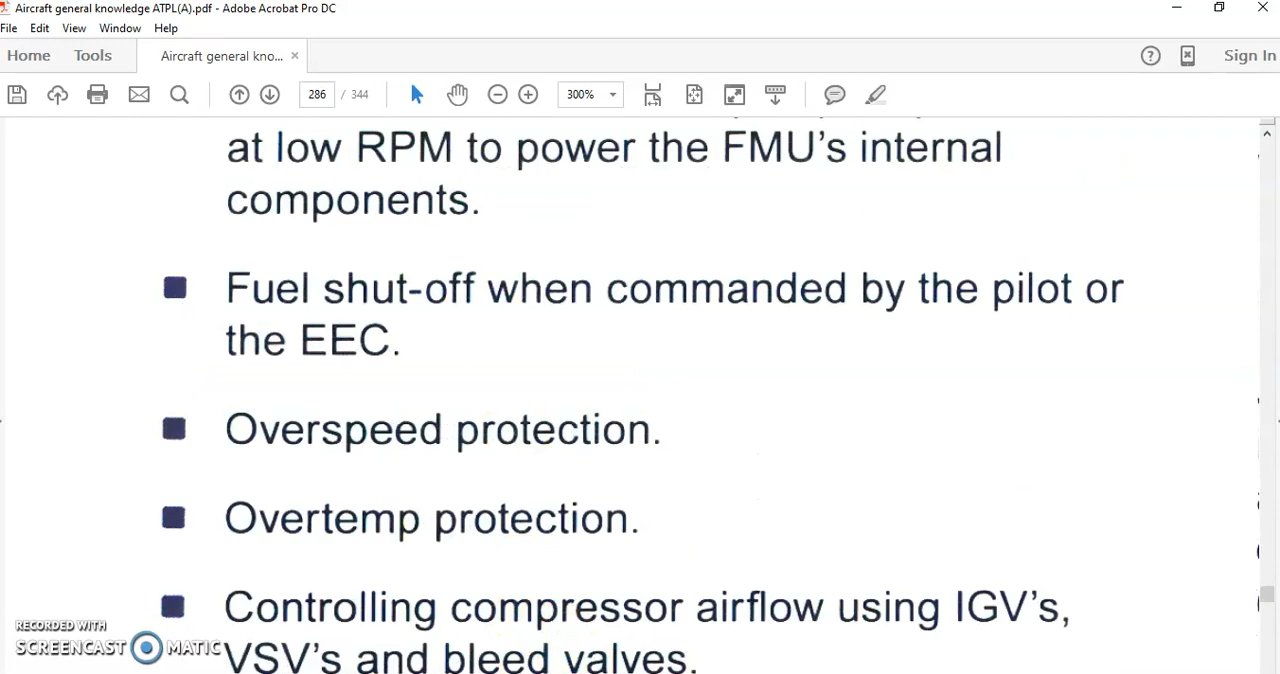 Aircraft general knowledge ATPL(A).pdf - Adobe Acrobat Pro DC
File Edit View Window Help
Home Tools Aircraft general kno... × Sign In
286 / 344 300%
at low RPM to power the FMU's internal
components.
■ Fuel shut-off when commanded by the pilot or
the EEC.
■ Overspeed protection.
■ Overtemp protection.
■ Controlling compressor airflow using IGV's,
VSV's and bleed valves.
RECORDED WITH
SCREENCAST MATIC